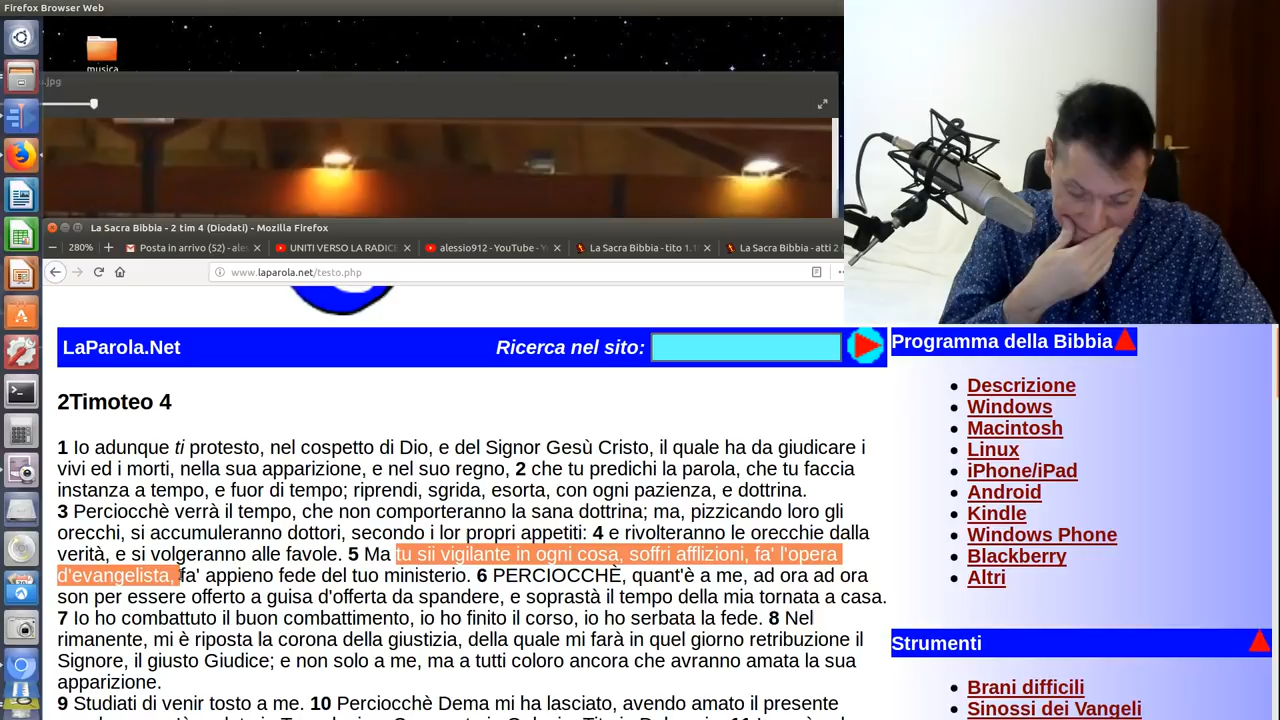 Firefox Browser Web
musica
.jpg
La Sacra Bibbia - 2 tim 4 (Diodati) - Mozilla Firefox
280%
Posta in arrivo (52) - ale
UNITI VERSO LA RADICE
alessio912 - YouTube -
La Sacra Bibbia - tito 1.1
La Sacra Bibbia - atti 2
www.laparola.net/testo.php
LaParola.Net
Ricerca nel sito:
2Timoteo 4
1 Io adunque ti protesto, nel cospetto di Dio, e del Signor Gesù Cristo, il quale ha da giudicare i
vivi ed i morti, nella sua apparizione, e nel suo regno, 2 che tu predichi la parola, che tu faccia
instanza a tempo, e fuor di tempo; riprendi, sgrida, esorta, con ogni pazienza, e dottrina.
3 Perciocchè verrà il tempo, che non comporteranno la sana dottrina; ma, pizzicando loro gli
orecchi, si accumuleranno dottori, secondo i lor propri appetiti: 4 e rivolteranno le orecchie dalla
verità, e si volgeranno alle favole. 5 Ma tu sii vigilante in ogni cosa, soffri afflizioni, fa' l'opera
d'evangelista, fa' appieno fede del tuo ministerio. 6 PERCIOCCHÈ, quant'è a me, ad ora ad ora
son per essere offerto a guisa d'offerta da spandere, e soprastà il tempo della mia tornata a casa.
7 Io ho combattuto il buon combattimento, io ho finito il corso, io ho serbata la fede. 8 Nel
rimanente, mi è riposta la corona della giustizia, della quale mi farà in quel giorno retribuzione il
Signore, il giusto Giudice; e non solo a me, ma a tutti coloro ancora che avranno amata la sua
apparizione.
9 Studiati di venir tosto a me. 10 Perciocchè Dema mi ha lasciato, avendo amato il presente
Programma della Bibbia
Descrizione
Windows
Macintosh
Linux
iPhone/iPad
Android
Kindle
Windows Phone
Blackberry
Altri
Strumenti
Brani difficili
Sinossi dei Vangeli